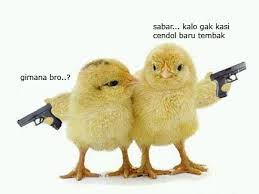 sabar... kalo gak kasi
cendol baru tembak
gimana bro..?